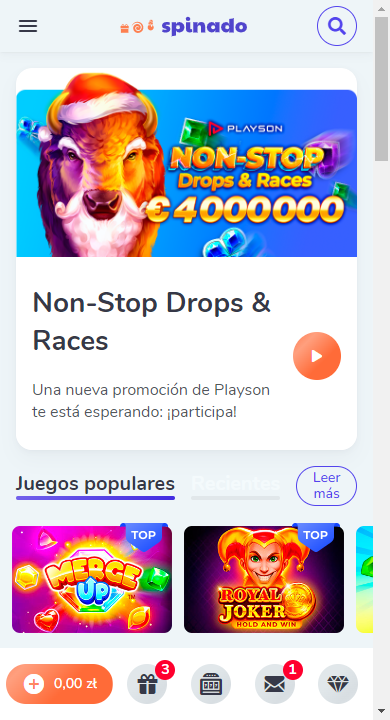 spinado
PLAYSON
NON-STOP
Drops & Races
€4000000
Non-Stop Drops &
Races
Una nueva promoción de Playson
te está esperando: ¡participa!
Juegos populares
Recientes
Leer
más
TOP
TOP
MERGE
UP
TM
ROYAL
JOKER
HOLD AND WIN
0,00 zł
3
1